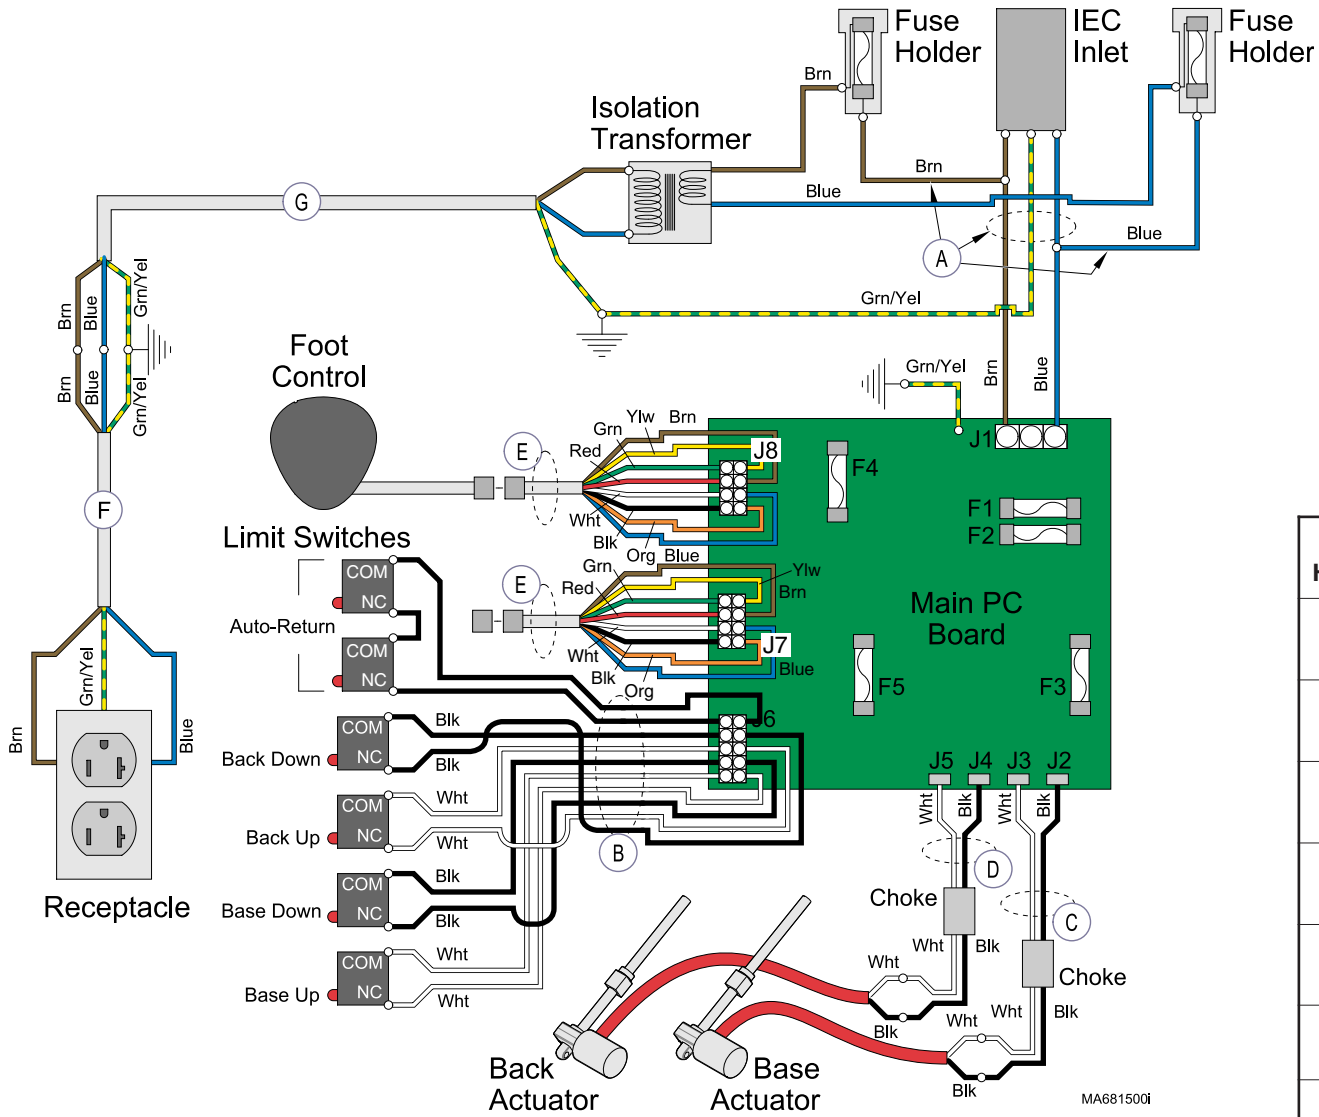 Fuse
Holder
IEC
Inlet
Fuse
Holder
Brn
Isolation
Transformer
Brn
Blue
G
A
Blue
Grn/Yel
Brn
Blue
Grn/Yel
Brn
Blue
Grn/Yel
Foot
Control
Grn/Yel
Brn
Blue
Ylw
Brn
Grn
Red
E
J8
J1
F4
F1
F2
Wht
Blk
Org
Blue
F
Limit Switches
COM
NC
Auto-Return
COM
NC
Grn
Red
E
Ylw
Brn
Main PC
Board
J7
Wht
Blk
Org
Blue
F5
F3
J6
Grn/Yel
Brn
Blue
COM
NC
Back Down
Blk
Blk
J5
J4
J3
J2
Wht
Blk
Wht
Blk
COM
NC
Back Up
Wht
Wht
B
D
COM
NC
Base Down
Blk
Blk
Receptacle
Choke
C
COM
NC
Base Up
Wht
Wht
Wht
Blk
Wht
Choke
Blk
Wht
Wht
Blk
Blk
Back
Actuator
Base
Actuator
MA681500i